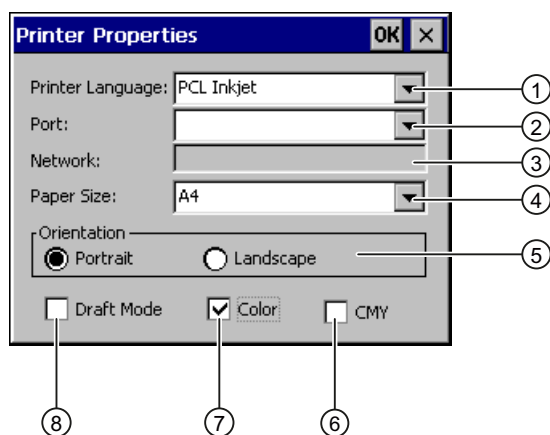 Printer Properties OK ×
Printer Language: PCL Inkjet 1
Port: 2
Network: 3
Paper Size: A4 4
Orientation
Portrait Landscape 5
Draft Mode Color CMY
8 7 6